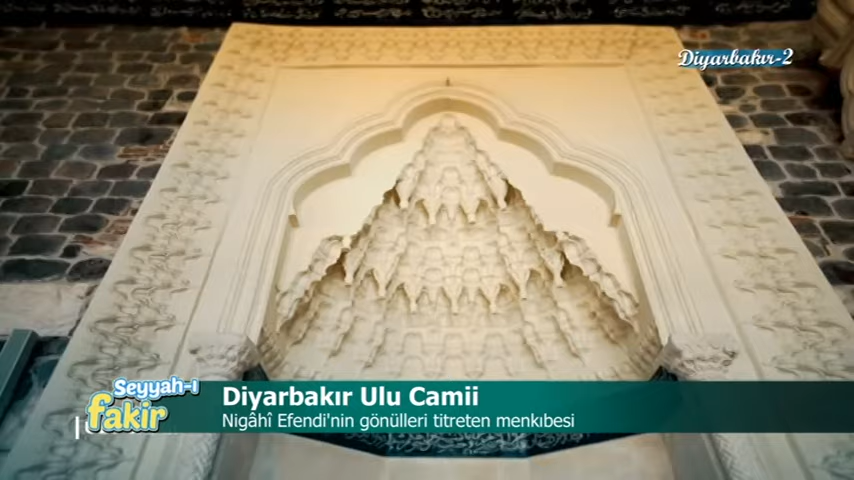 Diyarbakır-2
Seyyah-ı
fakir
Diyarbakır Ulu Camii
Nigâhî Efendi'nin gönülleri titreten menkıbesi